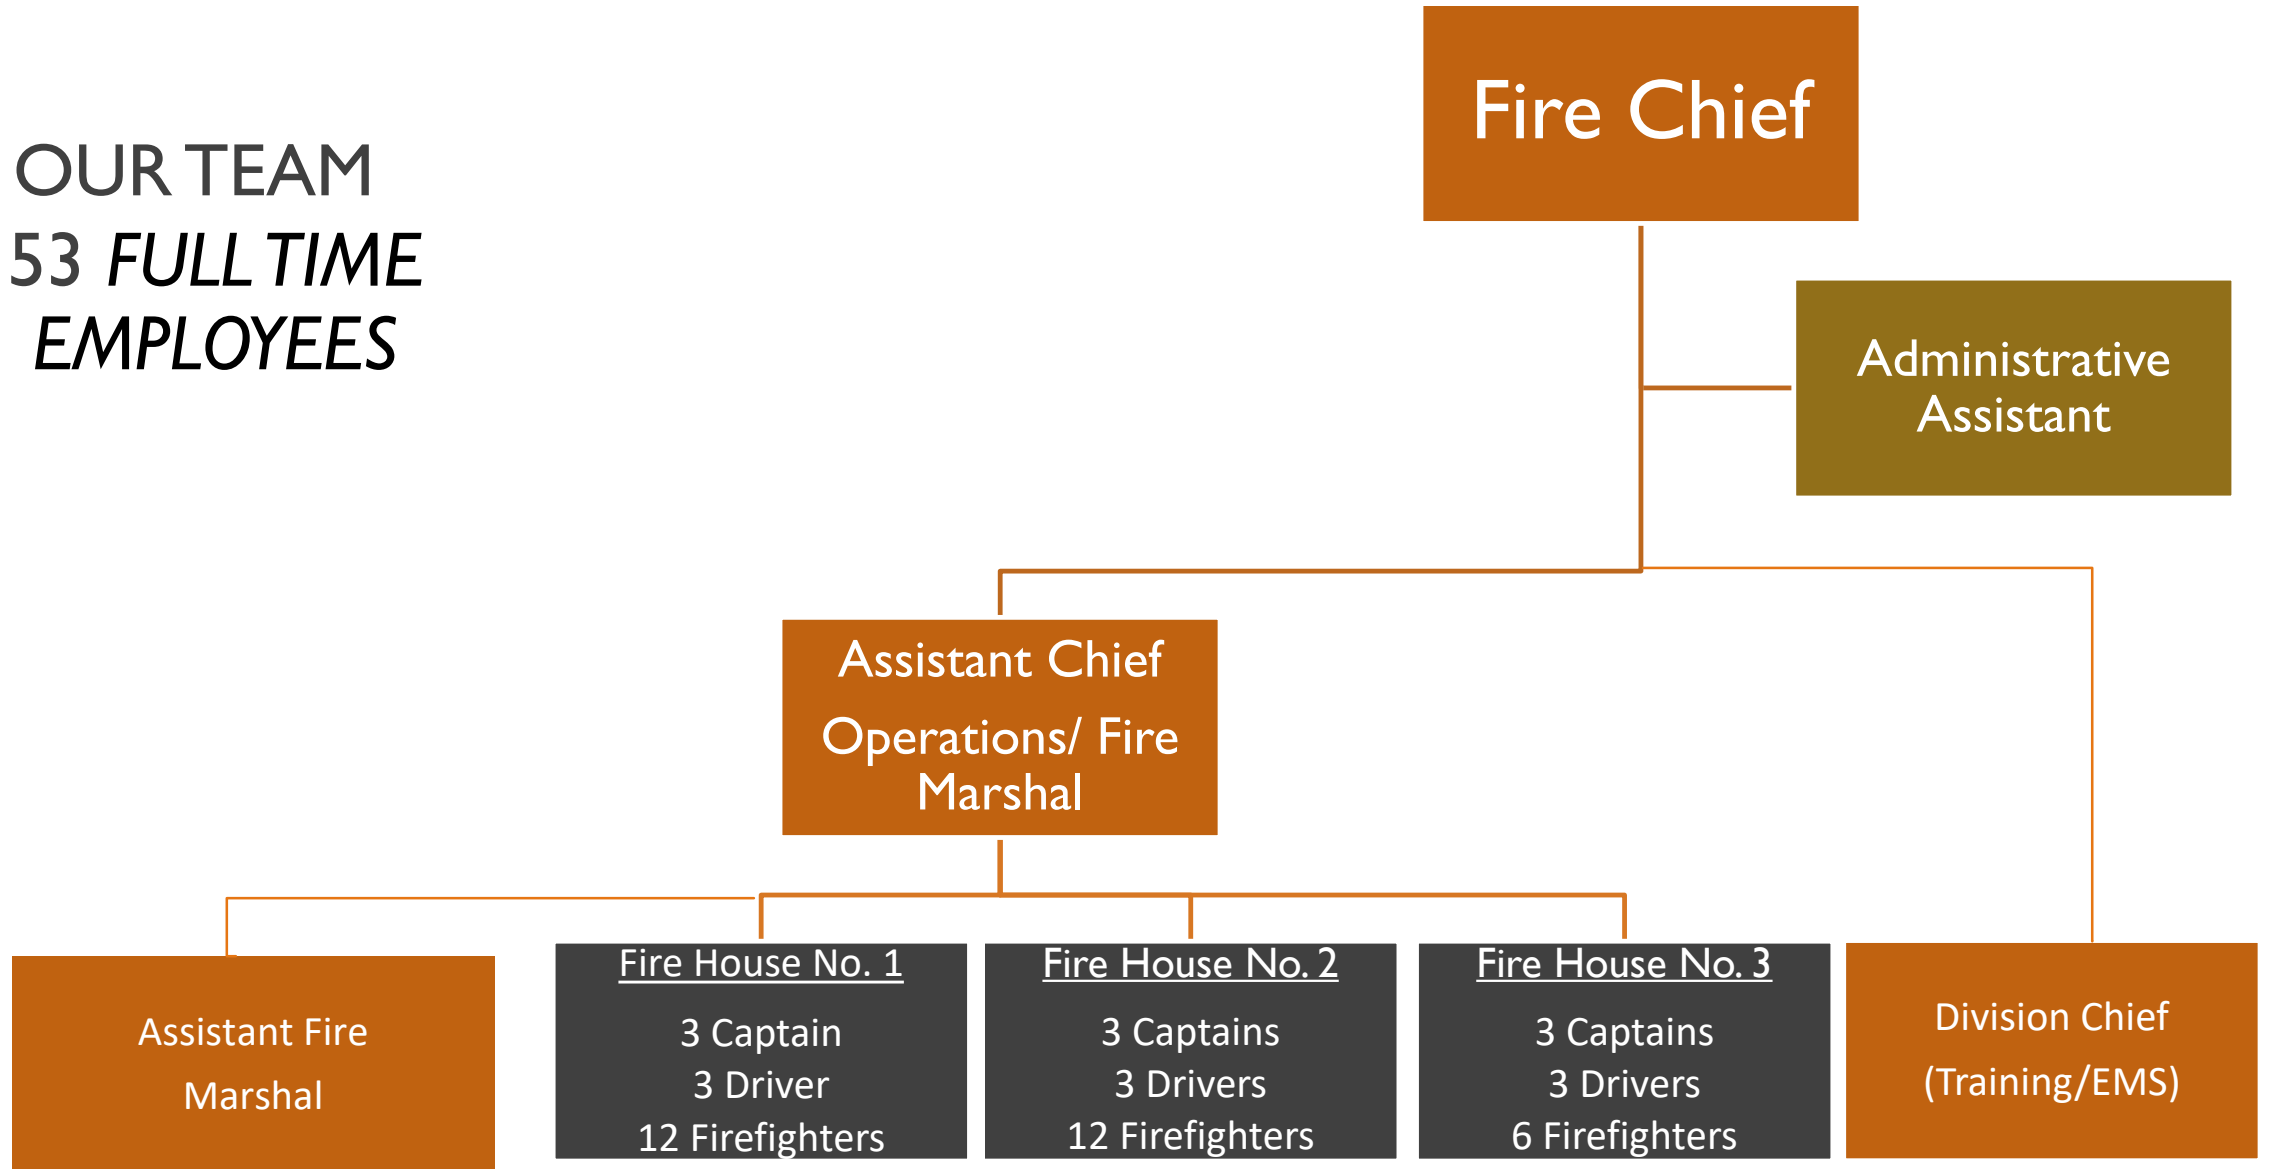 OUR TEAM
53 FULL TIME
EMPLOYEES
Fire Chief
Administrative
Assistant
Assistant Chief
Operations/ Fire
Marshal
Assistant Fire
Marshal
Fire House No. 1
3 Captain
3 Driver
12 Firefighters
Fire House No. 2
3 Captains
3 Drivers
12 Firefighters
Fire House No. 3
3 Captains
3 Drivers
6 Firefighters
Division Chief
(Training/EMS)